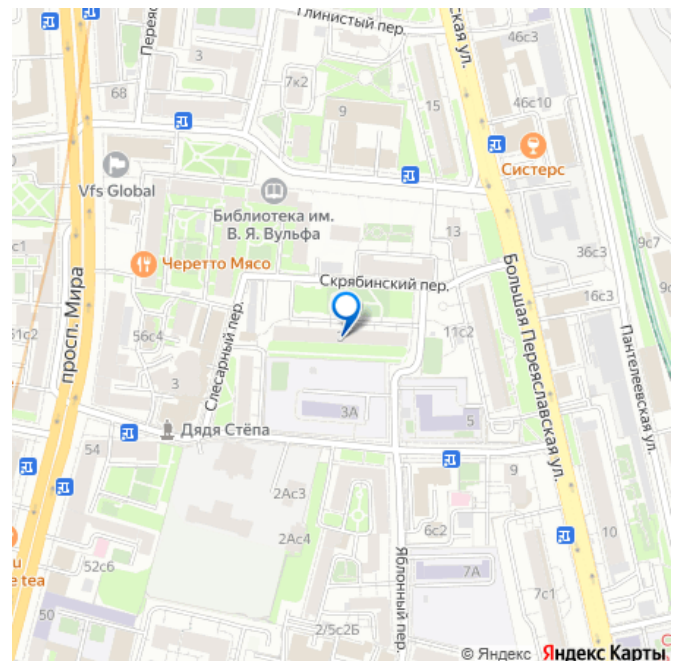 Глинистый пер.
46с3
7к2
68
3
9
15
46с10
Систерс
Vfs Global
Библиотека им.
В. Я. Вульфа
13
36с3
9с7
Черетто Мясо
Скрябинский пер.
16с3
просп. Мира
56с4
Слесарный пер.
11с2
Большая Переяславская ул.
Пантелеевская ул.
3
3А
5
Дядя Стёпа
54
9
2Ас3
6с2
10
2Ас4
52с6
e tea
Яблонный пер.
7А
7с1
50
2/5с2Б
© Яндекс Яндекс Карты